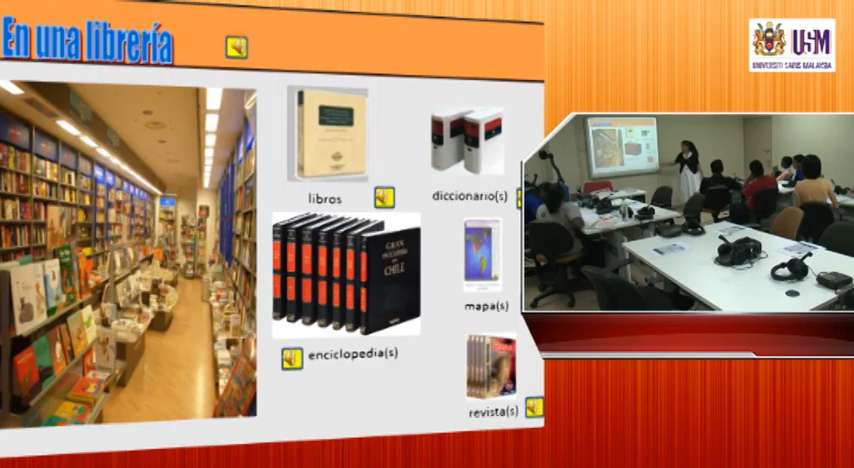 En una librería
libros
diccionario(s)
GRAN
CHILE
mapa(s)
enciclopedia(s)
revista(s)
USM
UNIVERSITI SAINS MALAYSIA